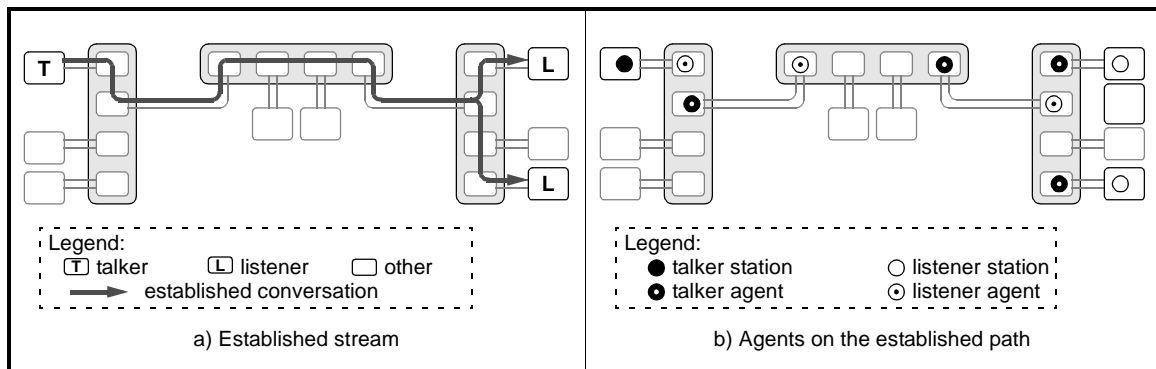 T
L
L
Legend:
T talker L listener other
established conversation
a) Established stream
Legend:
talker station listener station
talker agent listener agent
b) Agents on the established path